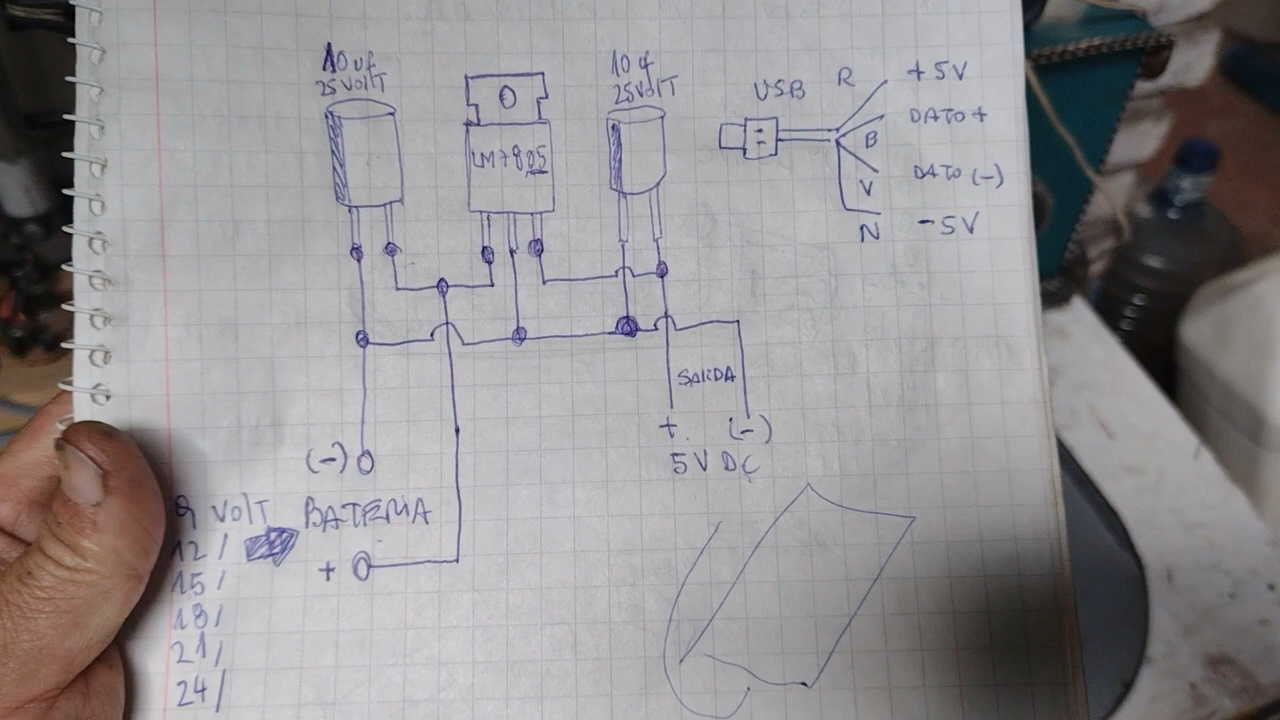 10 uf
25 VOLT
LM7805
10 uf
25 VOLT
USB
R
+5V
DATO +
B
DATO (-)
V
N
-5V
SALIDA
+. (-)
5 V DC
(-)
BATERIA
+
9 VOLT
12/
15/
18/
21/
24/